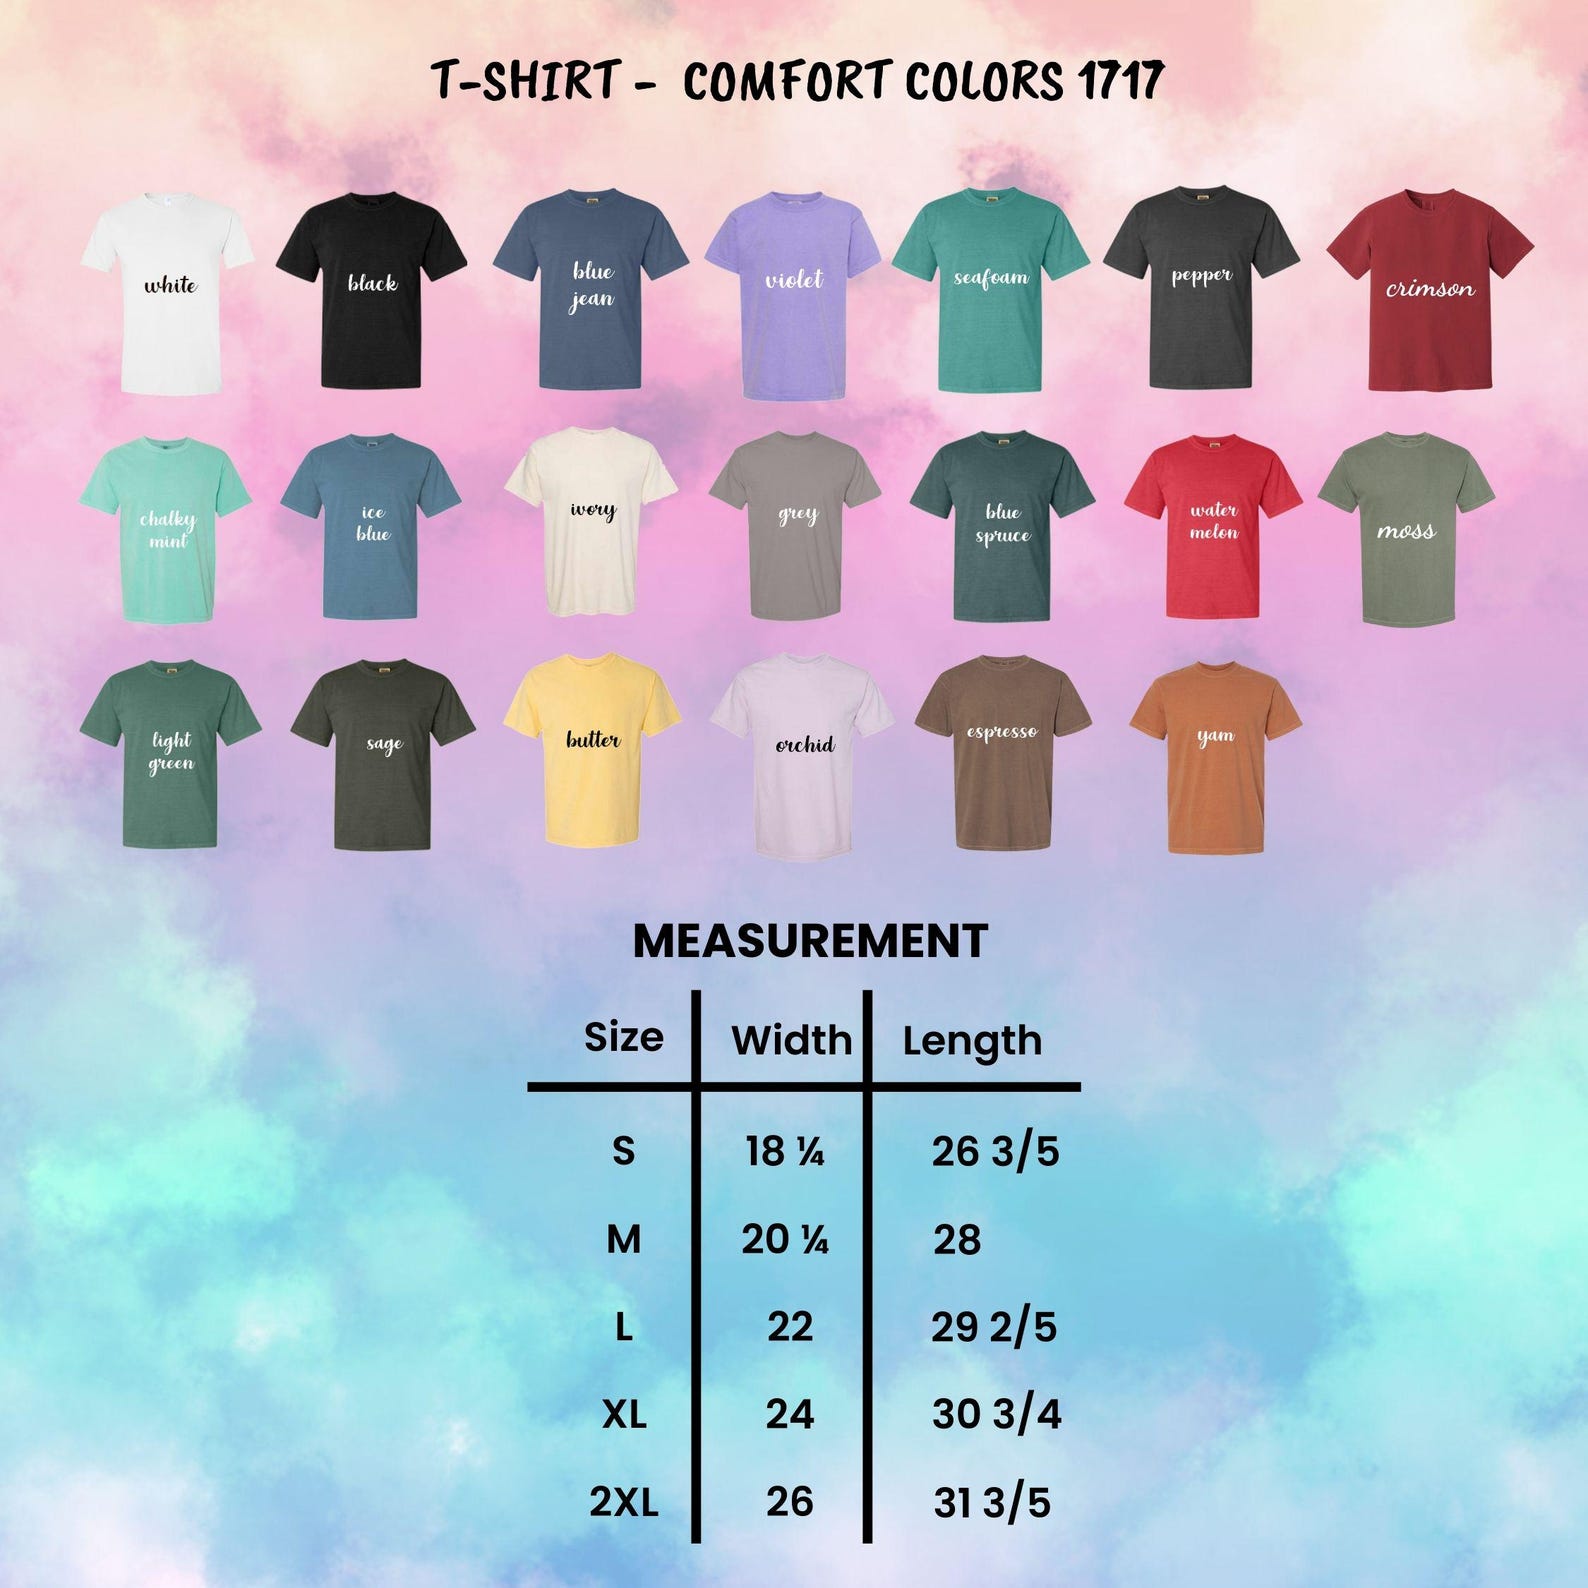 T-SHIRT - COMFORT COLORS 1717
white
black
blue
jean
violet
seafoam
pepper
crimson
chalky
mint
ice
blue
ivory
grey
blue
spruce
water
melon
moss
light
green
sage
butter
orchid
espresso
yam
MEASUREMENT
Size Width Length
S 18 ¼ 26 3/5
M 20 ¼ 28
L 22 29 2/5
XL 24 30 3/4
2XL 26 31 3/5